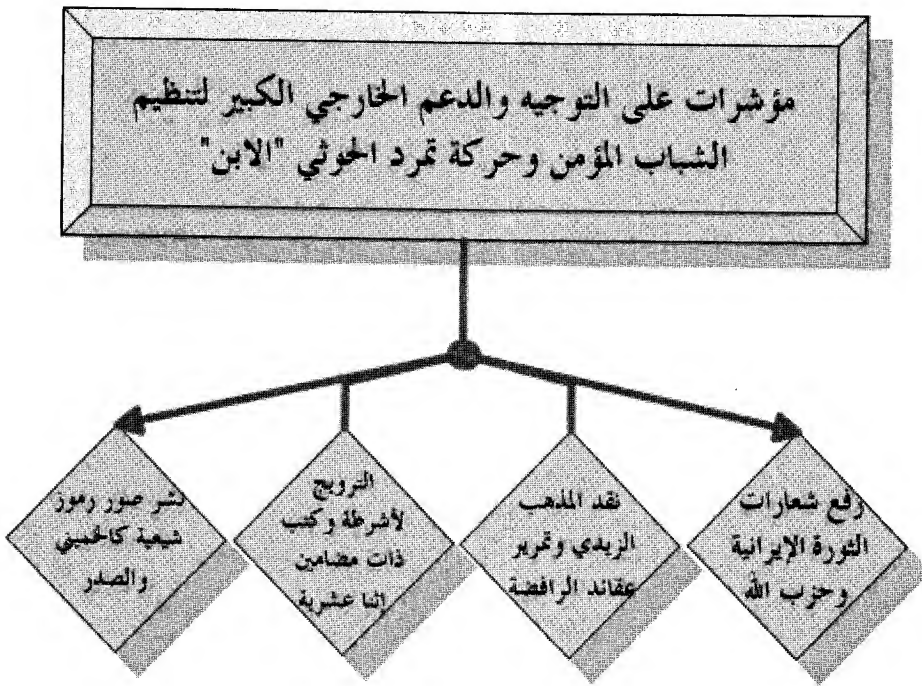 مؤشرات على التوجيه والدعم الخارجي الكبير لتنظيم
الشباب المؤمن وحركة تمرد الحوثي "الابن"
رفع شعارات
الثورة الإيرانية
وحزب الله
نقد المذهب
الزيدي وتمرير
عقائد الرافضة
الترويج
لأشرطة وكتب
ذات مضامين
إثنا عشرية
نشر صور رموز
شيعية كالخميني
والصدر